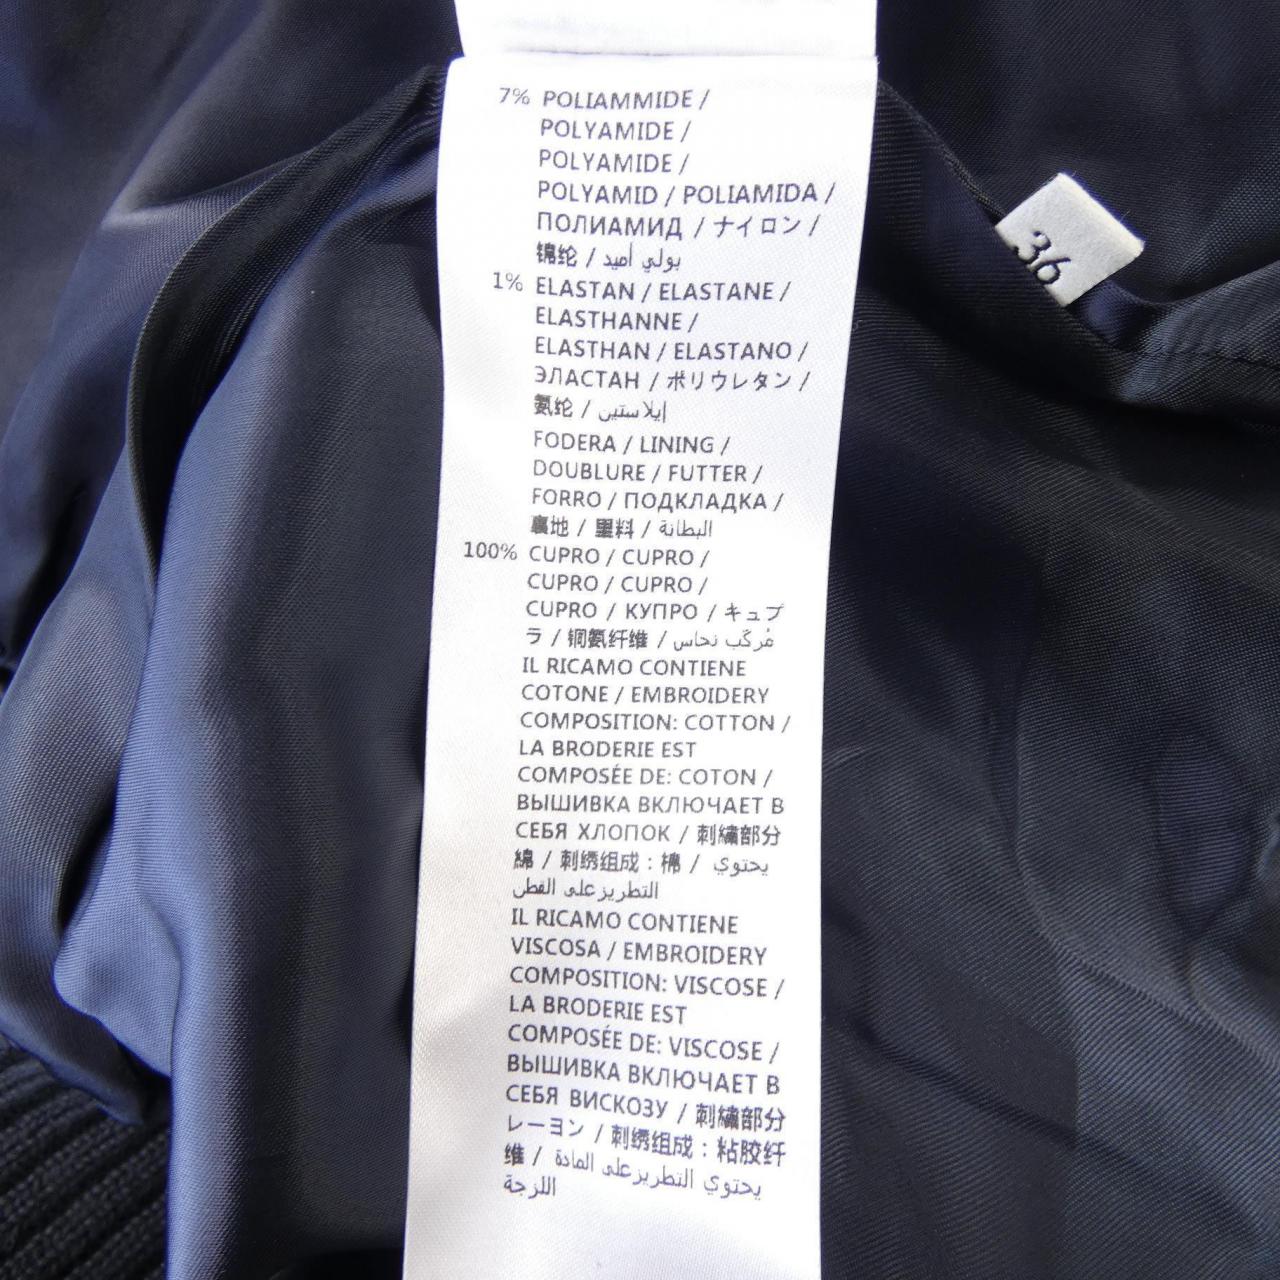 7% POLIAMMIDE /
POLYAMIDE /
POLYAMIDE /
POLYAMID / POLIAMIDA /
ПОЛИАМИД / ナイロン /
锦纶 / بولي أميد
1% ELASTAN / ELASTANE /
ELASTHANNE /
ELASTHAN / ELASTANO /
ЭЛАСТАН / ポリウレタン /
氨纶 / إيلاستين
FODERA / LINING /
DOUBLURE / FUTTER /
FORRO / ПОДКЛАДКА /
裏地 / 里料 / البطانة
100% CUPRO / CUPRO /
CUPRO / CUPRO /
CUPRO / КУПРО / キュプ
ラ / 铜氨纤维 / مُركّب نحاس
IL RICAMO CONTIENE
COTONE / EMBROIDERY
COMPOSITION: COTTON /
LA BRODERIE EST
COMPOSÉE DE: COTON /
ВЫШИВКА ВКЛЮЧАЕТ В
СЕБЯ ХЛОПОК / 刺繍部分
綿 / 刺绣组成：棉 / يحتوي
التطريز على القطن
IL RICAMO CONTIENE
VISCOSA / EMBROIDERY
COMPOSITION: VISCOSE /
LA BRODERIE EST
COMPOSÉE DE: VISCOSE /
ВЫШИВКА ВКЛЮЧАЕТ В
СЕБЯ ВИСКОЗУ / 刺繍部分
レーヨン / 刺绣组成：粘胶纤
维 / يحتوي التطريز على المادة
اللزجة
36